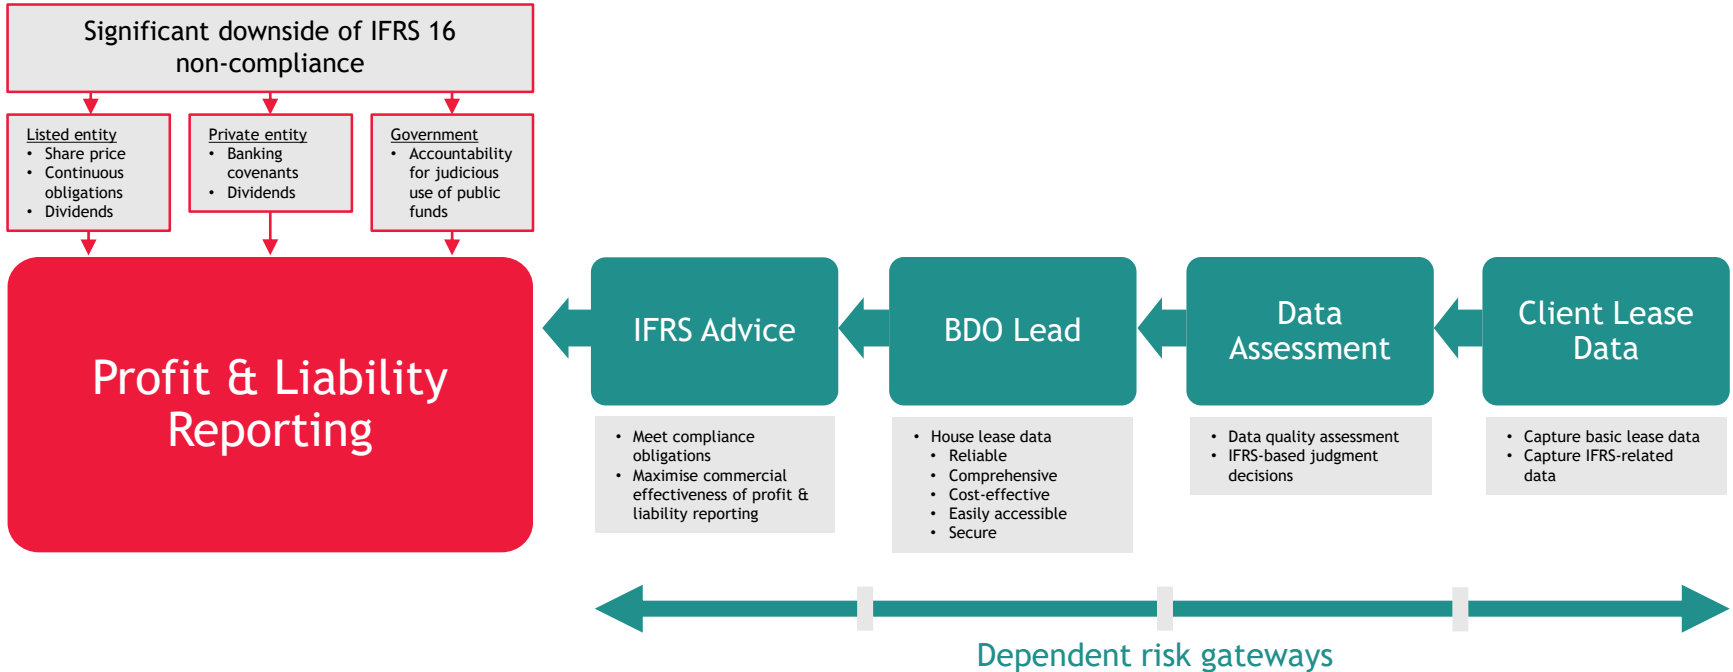 Significant downside of IFRS 16
non-compliance
Listed entity
• Share price
• Continuous
obligations
• Dividends
Private entity
• Banking
covenants
• Dividends
Government
• Accountability
for judicious
use of public
funds
Profit & Liability
Reporting
IFRS Advice
• Meet compliance
obligations
• Maximise commercial
effectiveness of profit &
liability reporting
BDO Lead
• House lease data
• Reliable
• Comprehensive
• Cost-effective
• Easily accessible
• Secure
Data
Assessment
• Data quality assessment
• IFRS-based judgment
decisions
Client Lease
Data
• Capture basic lease data
• Capture IFRS-related
data
Dependent risk gateways